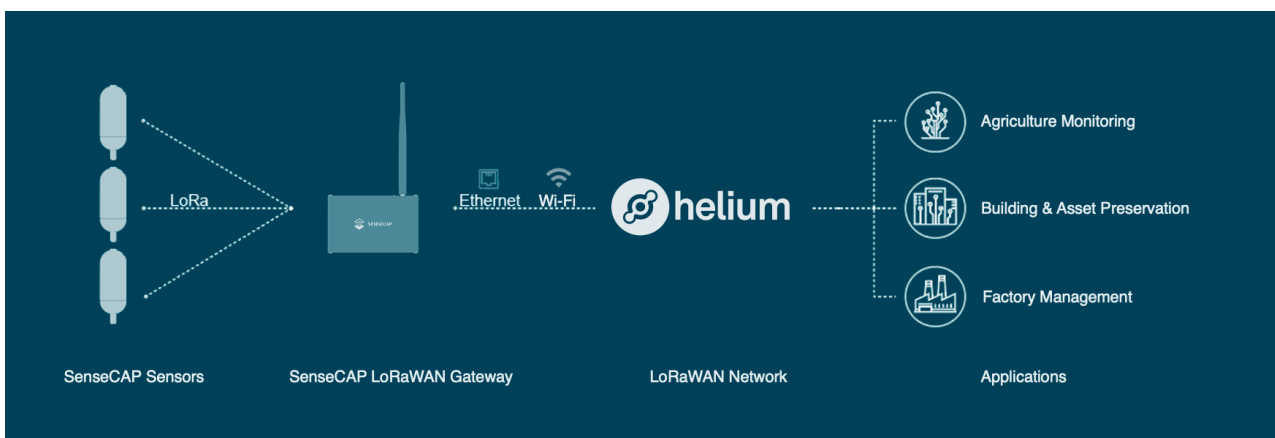 LoRa
SENSECAP
Ethernet
Wi-Fi
helium
Agriculture Monitoring
Building & Asset Preservation
Factory Management
SenseCAP Sensors
SenseCAP LoRaWAN Gateway
LoRaWAN Network
Applications